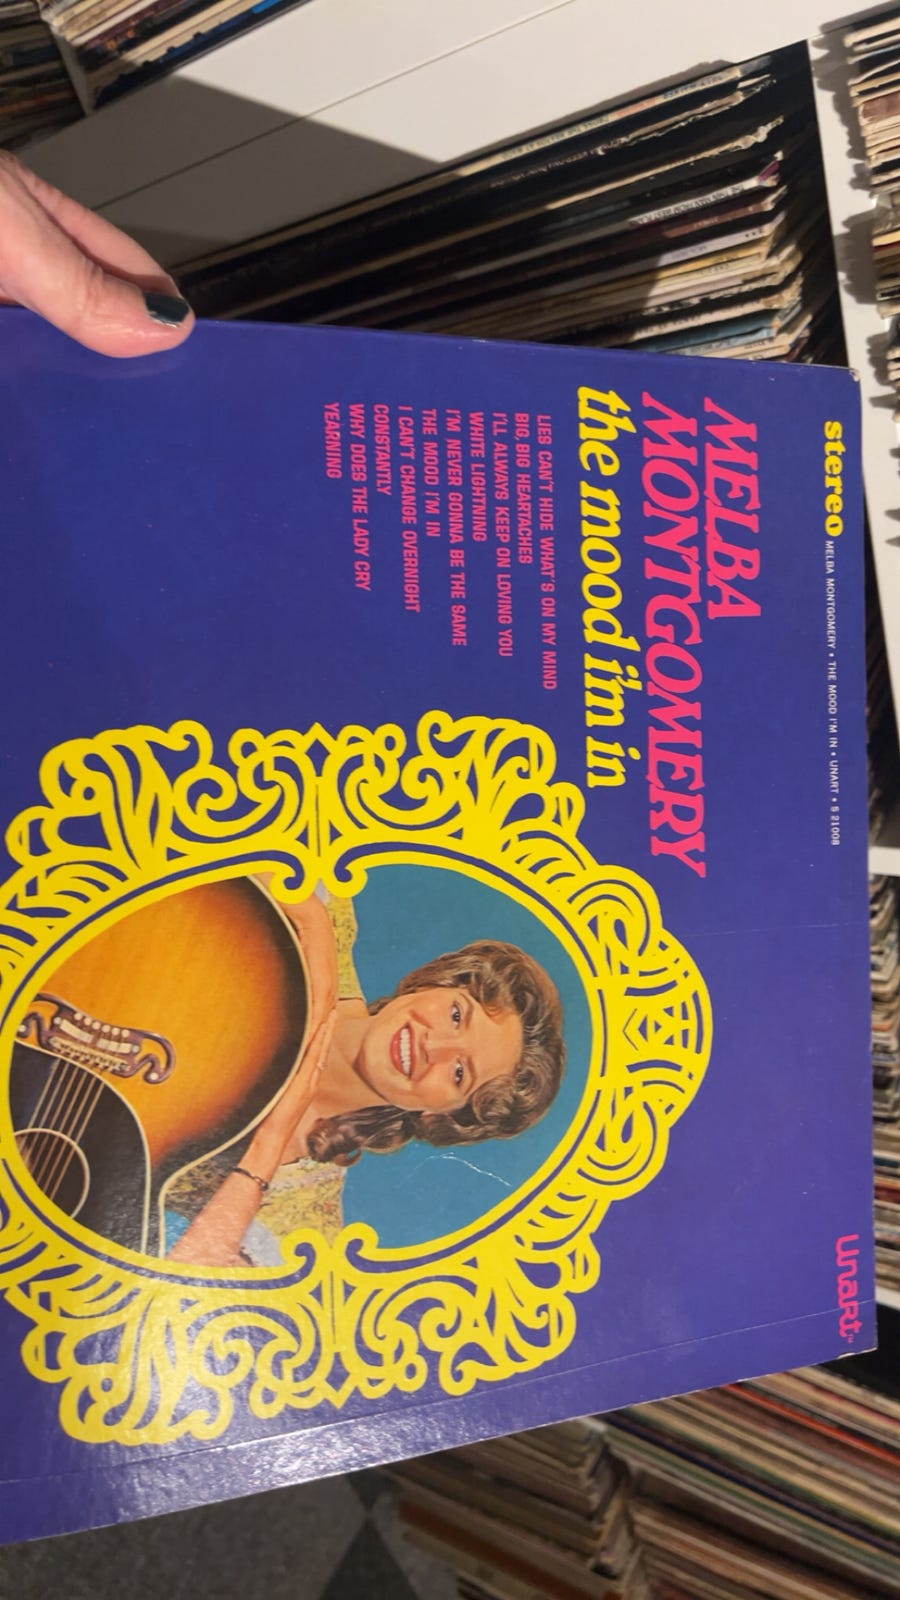 stereo MELBA MONTGOMERY • THE MOOD I'M IN • UNART • S 21008
unart
MELBA
MONTGOMERY
the mood i'm in
LIES CAN'T HIDE WHAT'S ON MY MIND
BIG, BIG HEARTACHES
I'LL ALWAYS KEEP ON LOVING YOU
WHITE LIGHTNING
I'M NEVER GONNA BE THE SAME
THE MOOD I'M IN
I CAN'T CHANGE OVERNIGHT
CONSTANTLY
WHY DOES THE LADY CRY
YEARNING